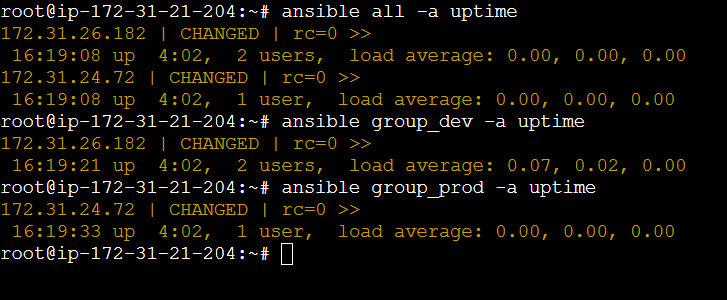 root@ip-172-31-21-204:~# ansible all -a uptime
172.31.26.182 | CHANGED | rc=0 >>
 16:19:08 up  4:02,  2 users,  load average: 0.00, 0.00, 0.00
172.31.24.72 | CHANGED | rc=0 >>
 16:19:08 up  4:02,  1 user,  load average: 0.00, 0.00, 0.00
root@ip-172-31-21-204:~# ansible group_dev -a uptime
172.31.26.182 | CHANGED | rc=0 >>
 16:19:21 up  4:02,  2 users,  load average: 0.07, 0.02, 0.00
root@ip-172-31-21-204:~# ansible group_prod -a uptime
172.31.24.72 | CHANGED | rc=0 >>
 16:19:33 up  4:02,  1 user,  load average: 0.00, 0.00, 0.00
root@ip-172-31-21-204:~#